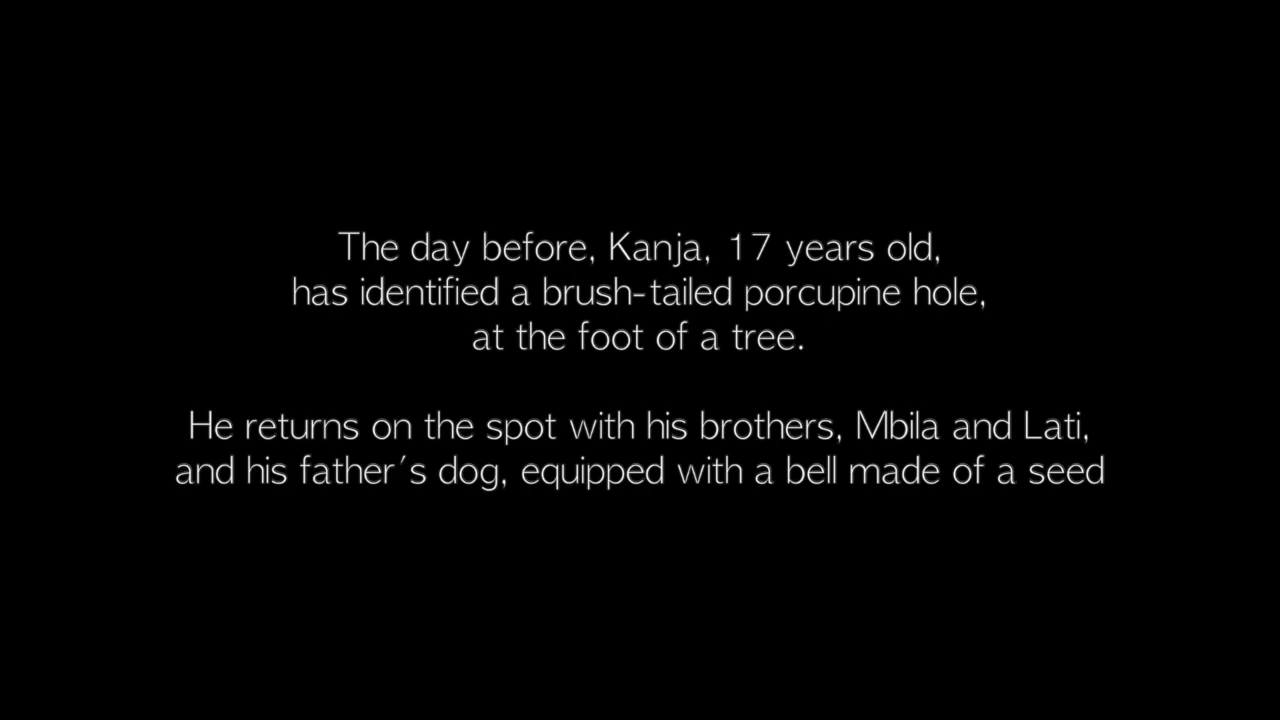 The day before, Kanja, 17 years old,
has identified a brush-tailed porcupine hole,
at the foot of a tree.
He returns on the spot with his brothers, Mbila and Lati,
and his father's dog, equipped with a bell made of a seed